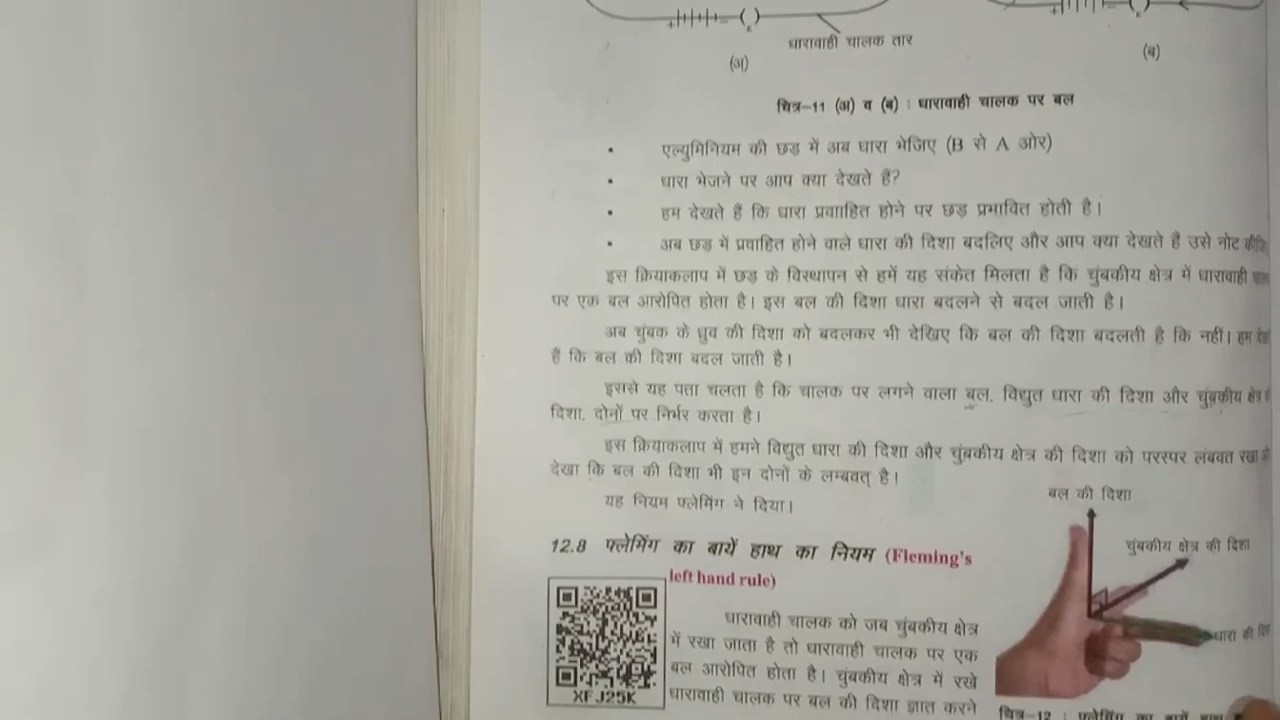 धारावाही चालक तार
(अ)
(ब)
चित्र-11 (अ) व (ब) : धारावाही चालक पर बल
• एल्युमिनियम की छड़ में अब धारा भेजिए (B से A ओर)
• धारा भेजने पर आप क्या देखते हैं?
• हम देखते हैं कि धारा प्रवााहित होने पर छड़ प्रभावित होती है।
• अब छड़ में प्रवाहित होने वाले धारा की दिशा बदलिए और आप क्या देखते हैं उसे नोट
इस क्रियाकलाप में छड़ के विस्थापन से हमें यह संकेत मिलता है कि चुंबकीय क्षेत्र में धारावाही
पर एक बल आरोपित होता है। इस बल की दिशा धारा बदलने से बदल जाती है।
अब चुंबक के ध्रुव की दिशा को बदलकर भी देखिए कि बल की दिशा बदलती है कि नहीं। हम
हैं कि बल की दिशा बदल जाती है।
इससे यह पता चलता है कि चालक पर लगने वाला बल, विद्युत धारा की दिशा और चुंबकीय क्षेत्र
दिशा, दोनों पर निर्भर करता है।
इस क्रियाकलाप में हमने विद्युत धारा की दिशा और चुंबकीय क्षेत्र की दिशा को परस्पर लंबवत रखा
देखा कि बल की दिशा भी इन दोनों के लम्बवत् है।
यह नियम फ्लेमिंग ने दिया।
बल की दिशा
चुंबकीय क्षेत्र की दिशा
धारा की
12.8 फ्लेमिंग का बायें हाथ का नियम (Fleming's
left hand rule)
धारावाही चालक को जब चुंबकीय क्षेत्र
में रखा जाता है तो धारावाही चालक पर एक
बल आरोपित होता है। चुंबकीय क्षेत्र में रखे
धारावाही चालक पर बल की दिशा ज्ञात करने
XFJ25K
चित्र-12 : फ्लेमिंग का बायें हाथ